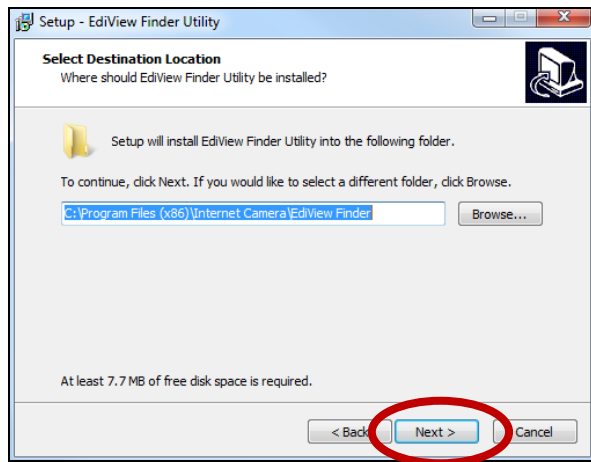 Setup - EdiView Finder Utility
Select Destination Location
Where should EdiView Finder Utility be installed?
Setup will install EdiView Finder Utility into the following folder.
To continue, click Next. If you would like to select a different folder, click Browse.
C:\Program Files (x86)\Internet Camera\EdiView Finder
Browse...
At least 7.7 MB of free disk space is required.
< Back
Next >
Cancel